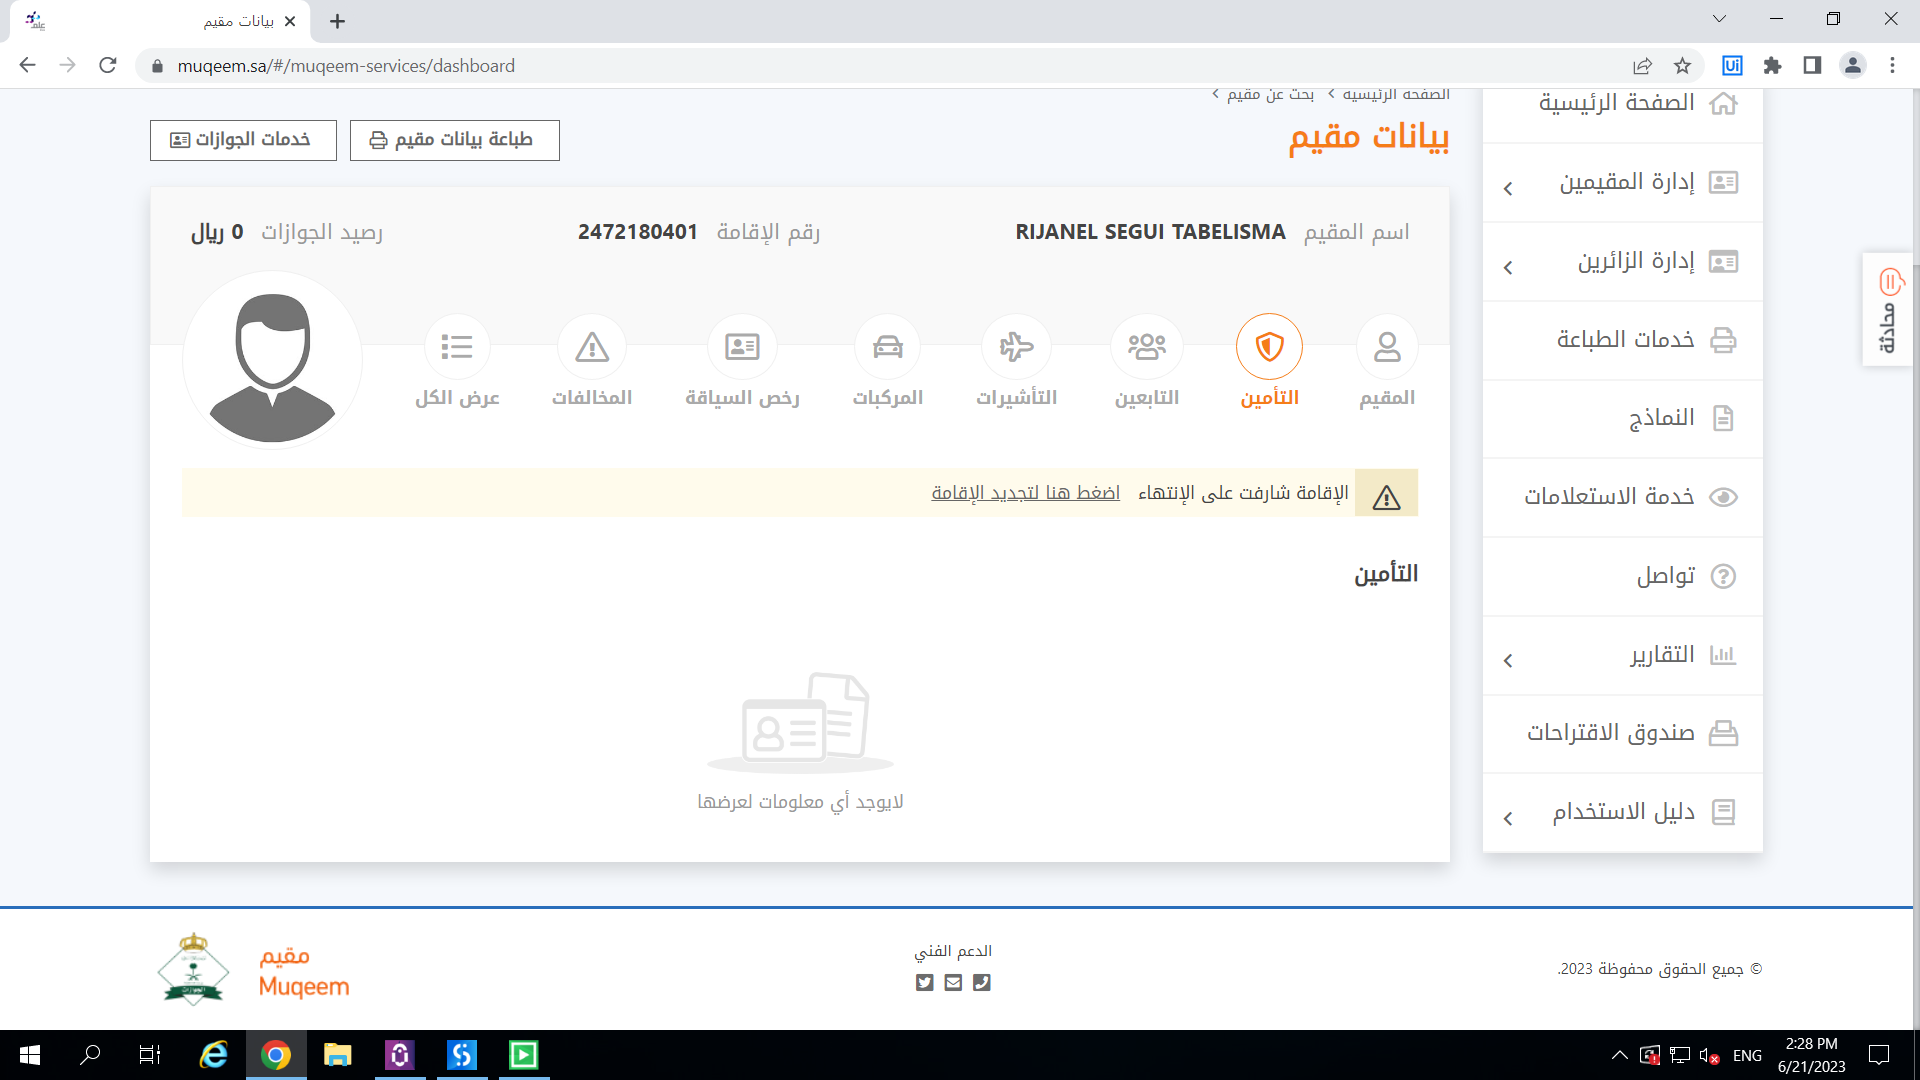 بيانات مقيم
muqeem.sa/#/muqeem-services/dashboard
الصفحة الرئيسية
بحث عن مقيم
بيانات مقيم
طباعة بيانات مقيم
خدمات الجوازات
اسم المقيم RIJANEL SEGUI TABELISMA
رقم الإقامة 2472180401
رصيد الجوازات 0 ريال
المقيم
التأمين
التابعين
التأشيرات
المركبات
رخص السياقة
المخالفات
عرض الكل
الإقامة شارفت على الإنتهاء اضغط هنا لتجديد الإقامة
التأمين
لايوجد أي معلومات لعرضها
الصفحة الرئيسية
إدارة المقيمين
إدارة الزائرين
خدمات الطباعة
النماذج
خدمة الاستعلامات
تواصل
التقارير
صندوق الاقتراحات
دليل الاستخدام
محادثة
© جميع الحقوق محفوظة 2023.
الدعم الفني
مقيم
Muqeem
ENG
2:28 PM
6/21/2023